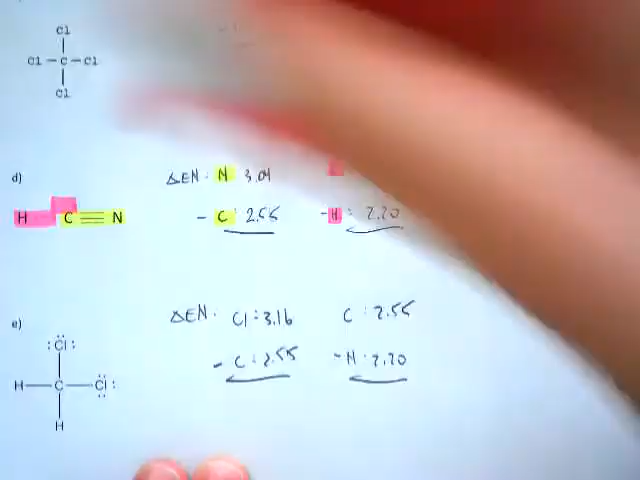 Cl
Cl — C — Cl
Cl
d)
ΔEN: N 3.04
H C ≡ N
- C: 2.55
- H: 2.20
e)
ΔEN: Cl: 3.16 C: 2.55
:Cl:
- C: 2.55 - H: 2.20
H — C — Cl:
H